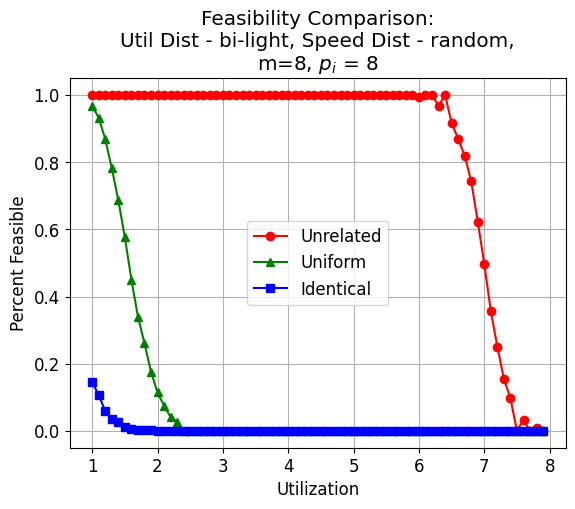 Feasibility Comparison:
Util Dist - bi-light, Speed Dist - random,
m=8, pᵢ = 8
1.0
0.8
0.6
0.4
0.2
0.0
Percent Feasible
Unrelated
Uniform
Identical
1 2 3 4 5 6 7 8
Utilization